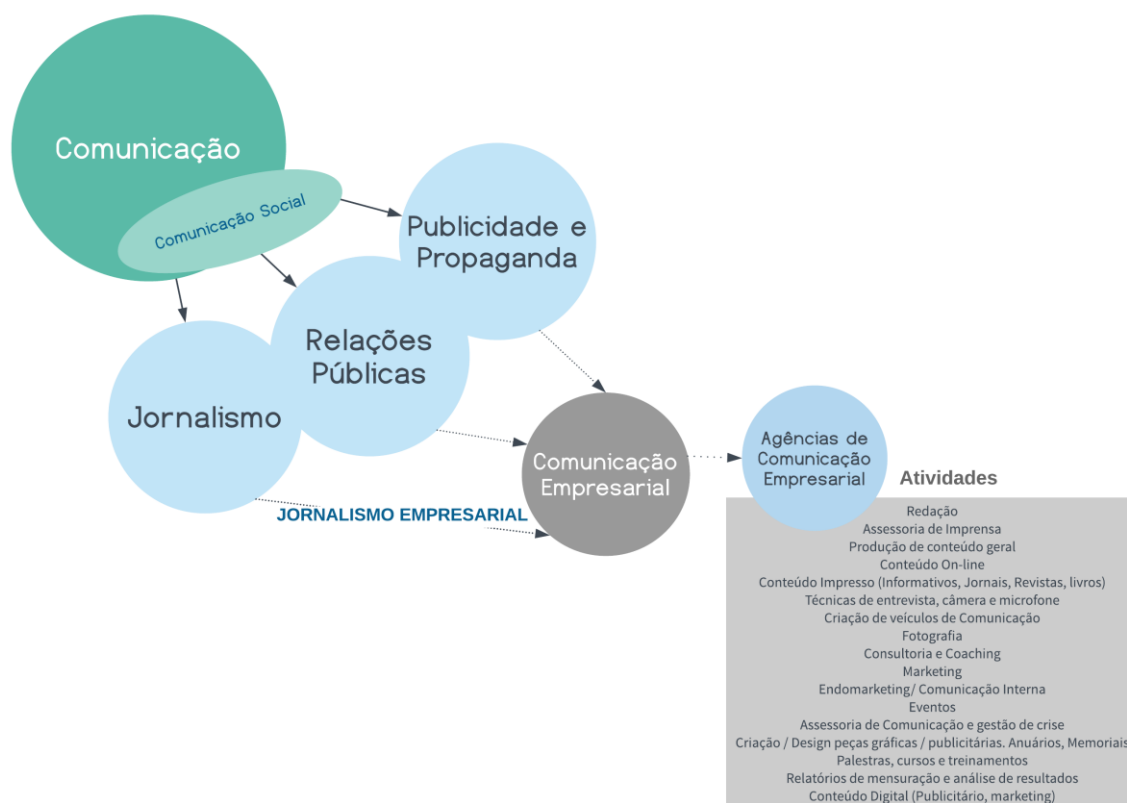 Comunicação
Comunicação Social
Publicidade e
Propaganda
Relações
Públicas
Jornalismo
JORNALISMO EMPRESARIAL
Comunicação
Empresarial
Agências de
Comunicação
Empresarial
Atividades
Redação
Assessoria de Imprensa
Produção de conteúdo geral
Conteúdo On-line
Conteúdo Impresso (Informativos, Jornais, Revistas, livros)
Técnicas de entrevista, câmera e microfone
Criação de veículos de Comunicação
Fotografia
Consultoria e Coaching
Marketing
Endomarketing/ Comunicação Interna
Eventos
Assessoria de Comunicação e gestão de crise
Criação / Design peças gráficas / publicitárias. Anuários, Memoriais
Palestras, cursos e treinamentos
Relatórios de mensuração e análise de resultados
Conteúdo Digital (Publicitário, marketing)